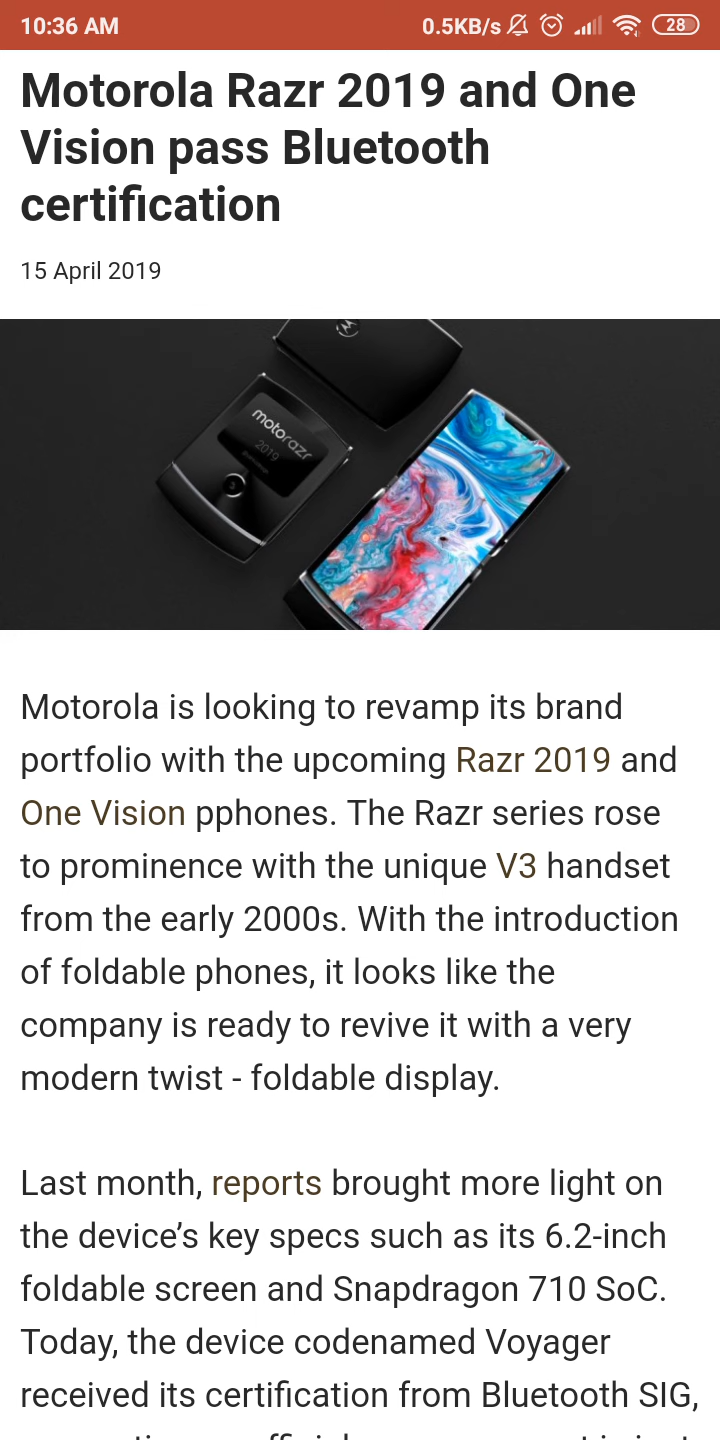 10:36 AM 0.5KB/s 28
Motorola Razr 2019 and One
Vision pass Bluetooth
certification
15 April 2019
motorazr
2019
Motorola is looking to revamp its brand
portfolio with the upcoming Razr 2019 and
One Vision pphones. The Razr series rose
to prominence with the unique V3 handset
from the early 2000s. With the introduction
of foldable phones, it looks like the
company is ready to revive it with a very
modern twist - foldable display.
Last month, reports brought more light on
the device’s key specs such as its 6.2-inch
foldable screen and Snapdragon 710 SoC.
Today, the device codenamed Voyager
received its certification from Bluetooth SIG,